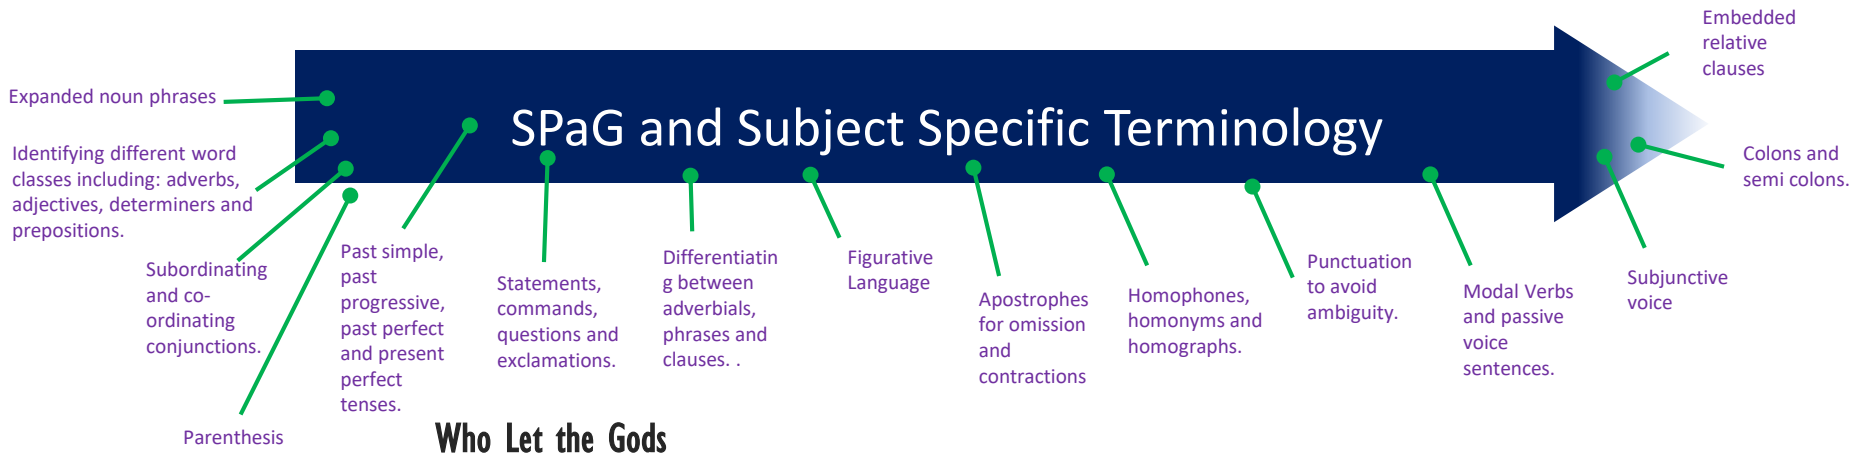 SPaG and Subject Specific Terminology
Expanded noun phrases
Identifying different word
classes including: adverbs,
adjectives, determiners and
prepositions.
Subordinating
and co-
ordinating
conjunctions.
Parenthesis
Past simple,
past
progressive,
past perfect
and present
perfect
tenses.
Statements,
commands,
questions and
exclamations.
Differentiatin
g between
adverbials,
phrases and
clauses. .
Figurative
Language
Apostrophes
for omission
and
contractions
Homophones,
homonyms and
homographs.
Punctuation
to avoid
ambiguity.
Modal Verbs
and passive
voice
sentences.
Subjunctive
voice
Colons and
semi colons.
Embedded
relative
clauses
Who Let the Gods